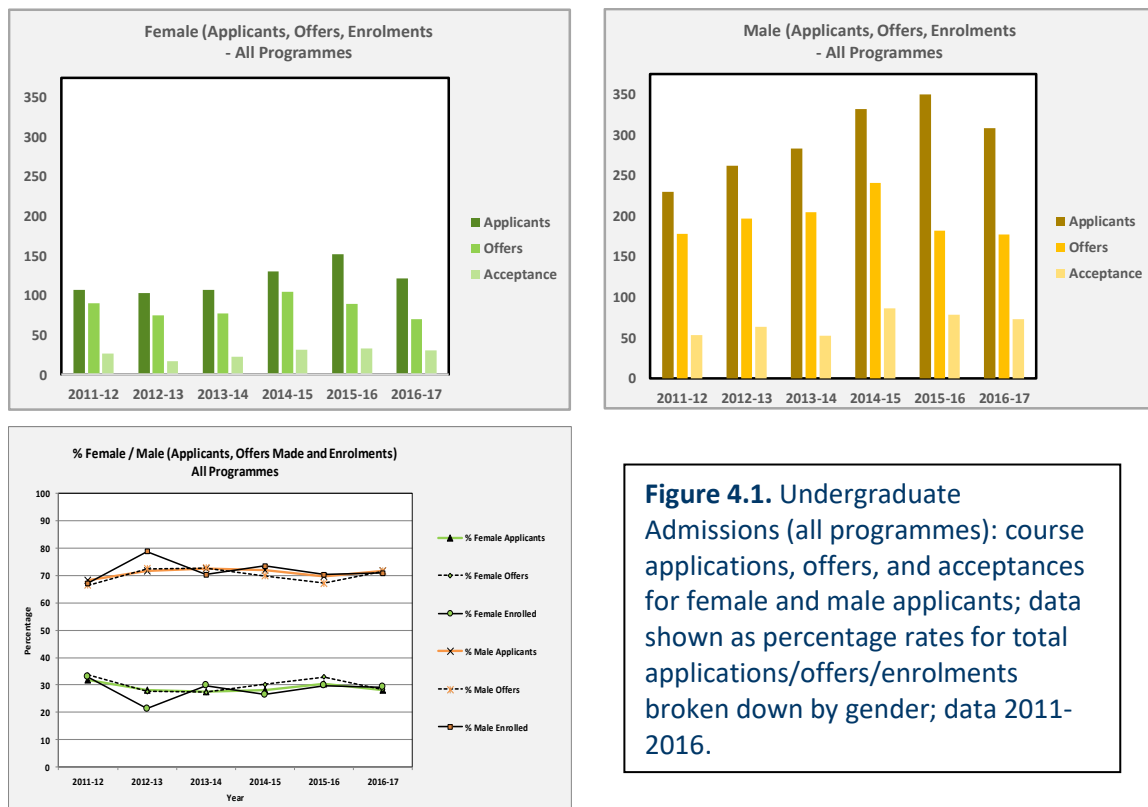 Female (Applicants, Offers, Enrolments
- All Programmes
350
300
250
200
150
100
50
0
2011-12 2012-13 2013-14 2014-15 2015-16 2016-17
Applicants
Offers
Acceptance
Male (Applicants, Offers, Enrolments
- All Programmes
350
300
250
200
150
100
50
0
2011-12 2012-13 2013-14 2014-15 2015-16 2016-17
Applicants
Offers
Acceptance
% Female / Male (Applicants, Offers Made and Enrolments)
All Programmes
Percentage
100
90
80
70
60
50
40
30
20
10
0
2011-12 2012-13 2013-14 2014-15 2015-16 2016-17
Year
% Female Applicants
% Female Offers
% Female Enrolled
% Male Applicants
% Male Offers
% Male Enrolled
Figure 4.1. Undergraduate
Admissions (all programmes): course
applications, offers, and acceptances
for female and male applicants; data
shown as percentage rates for total
applications/offers/enrolments
broken down by gender; data 2011-
2016.